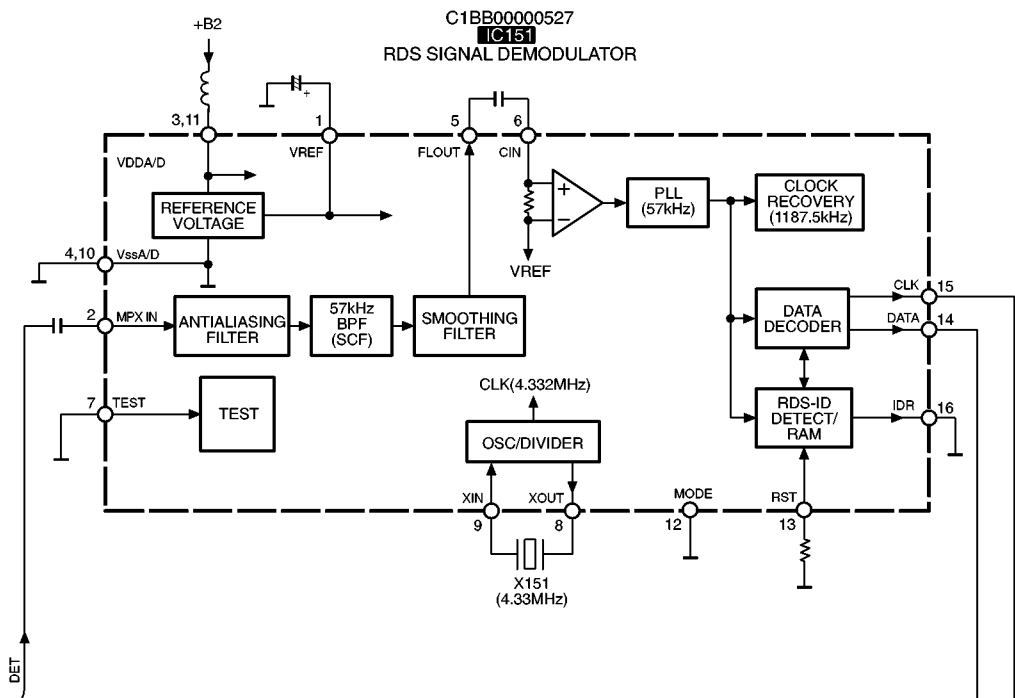 C1BB00000527
IC151
RDS SIGNAL DEMODULATOR
+B2
3,11
1
5
6
+
VDDA/D
VREF
FLOUT
CIN
REFERENCE
VOLTAGE
+
−
VREF
PLL
(57kHz)
CLOCK
RECOVERY
(1187.5kHz)
4,10
VssA/D
2
MPX IN
ANTIALIASING
FILTER
57kHz
BPF
(SCF)
SMOOTHING
FILTER
DATA
DECODER
CLK
15
DATA
14
7
TEST
TEST
CLK(4.332MHz)
OSC/DIVIDER
RDS-ID
DETECT/
RAM
IDR
16
XIN
XOUT
MODE
RST
9
8
12
13
X151
(4.33MHz)
DET